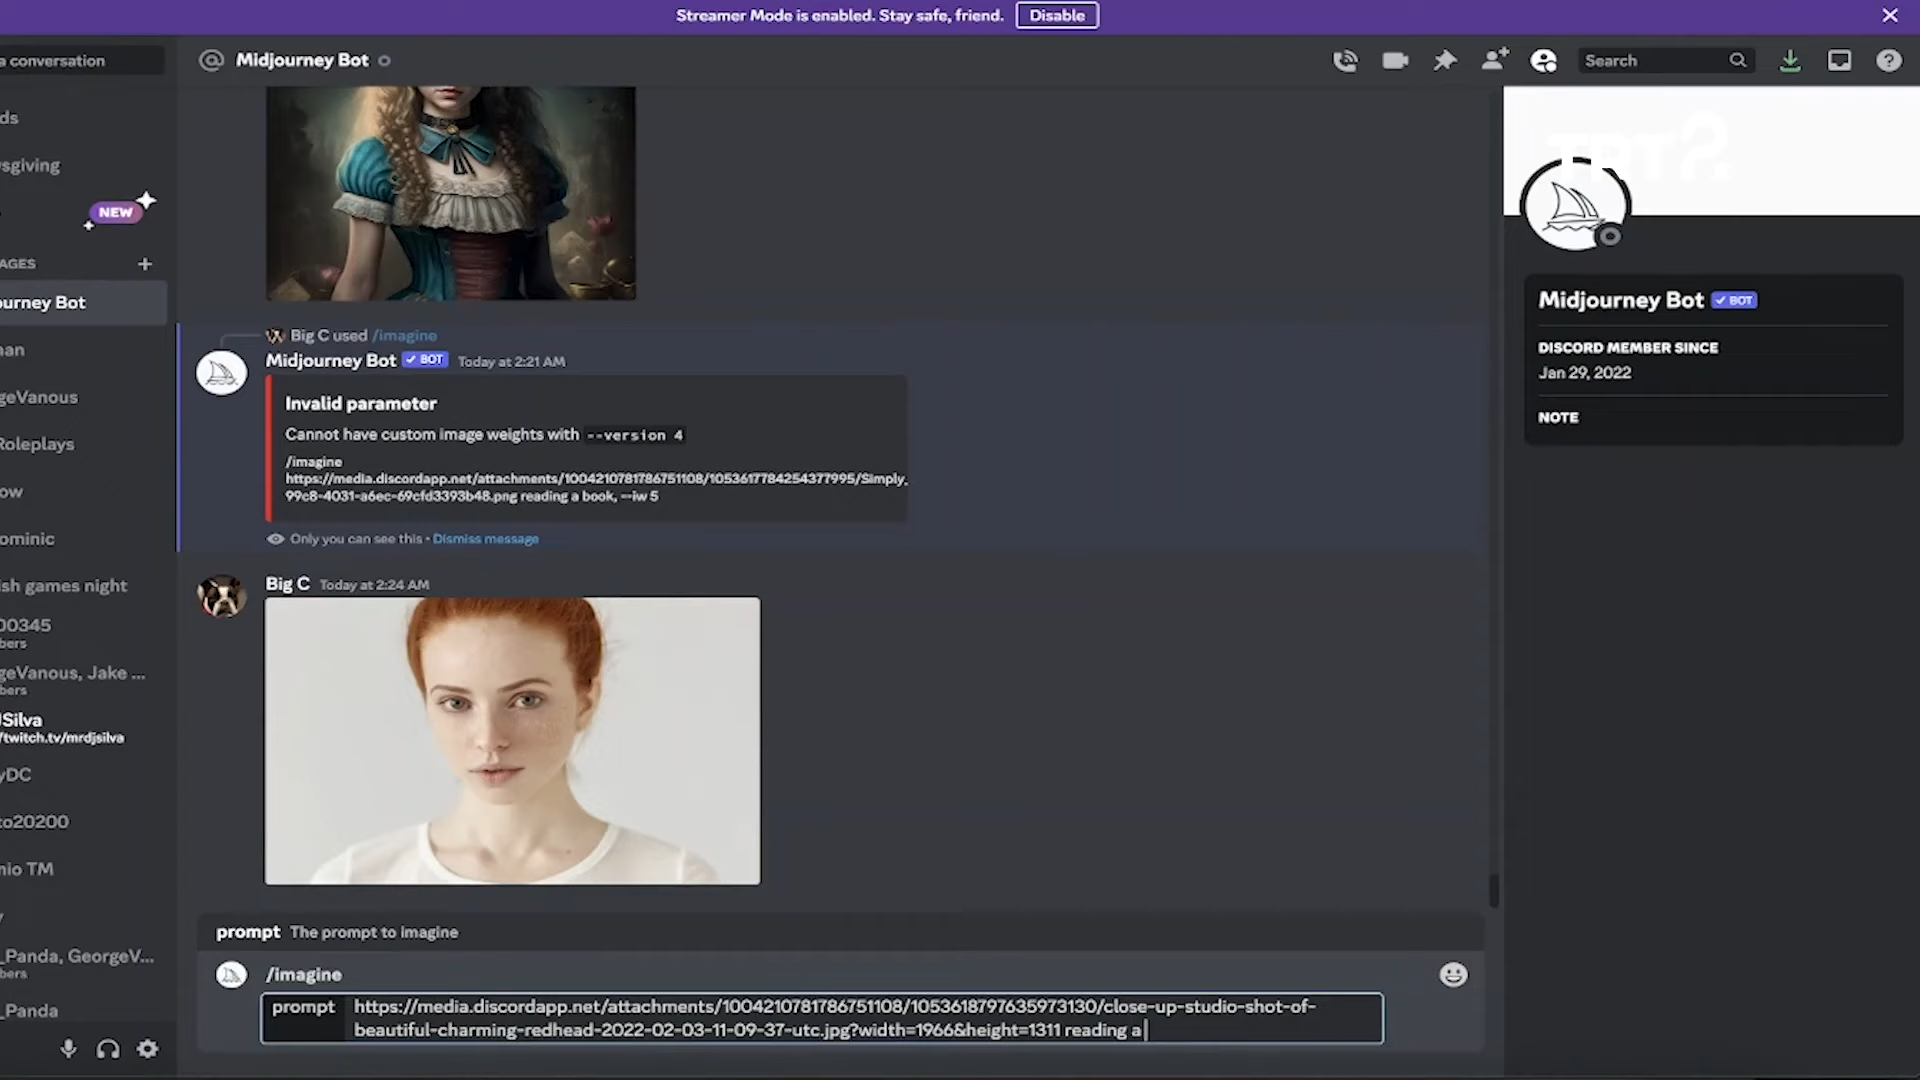 Streamer Mode is enabled. Stay safe, friend. Disable
a conversation
Midjourney Bot
Search
ds
sgiving
NEW
AGES
ourney Bot
geVanous
Roleplays
ow
ominic
ish games night
00345
bers
geVanous, Jake ...
bers
Silva
/twitch.tv/mrdjsilva
yDC
to20200
nio TM
_Panda, GeorgeV...
bers
_Panda
Big C used /imagine
Midjourney Bot BOT Today at 2:21 AM
Invalid parameter
Cannot have custom image weights with --version 4
/imagine
https://media.discordapp.net/attachments/1004210781786751108/1053617784254377995/Simply_
99c8-4031-a6ec-69cfd3393b48.png reading a book, --iw 5
Only you can see this • Dismiss message
Big C Today at 2:24 AM
prompt The prompt to imagine
/imagine
prompt https://media.discordapp.net/attachments/1004210781786751108/1053618797635973130/close-up-studio-shot-of-
beautiful-charming-redhead-2022-02-03-11-09-37-utc.jpg?width=1966&height=1311 reading a
Midjourney Bot BOT
DISCORD MEMBER SINCE
Jan 29, 2022
NOTE